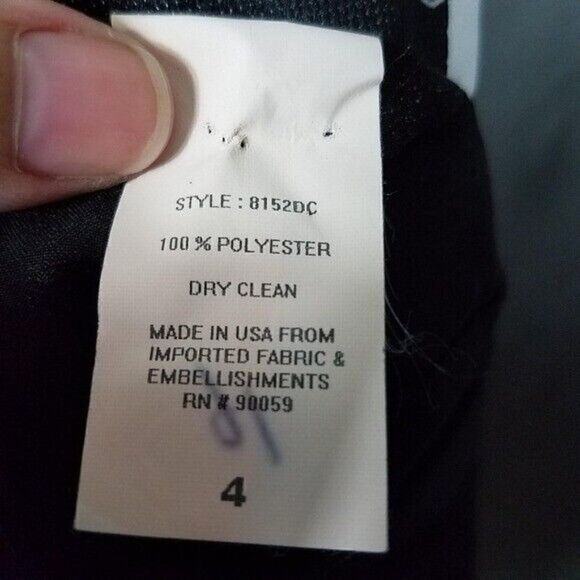 STYLE : 8152DC
100 % POLYESTER
DRY CLEAN
MADE IN USA FROM
IMPORTED FABRIC &
EMBELLISHMENTS
RN # 90059
4